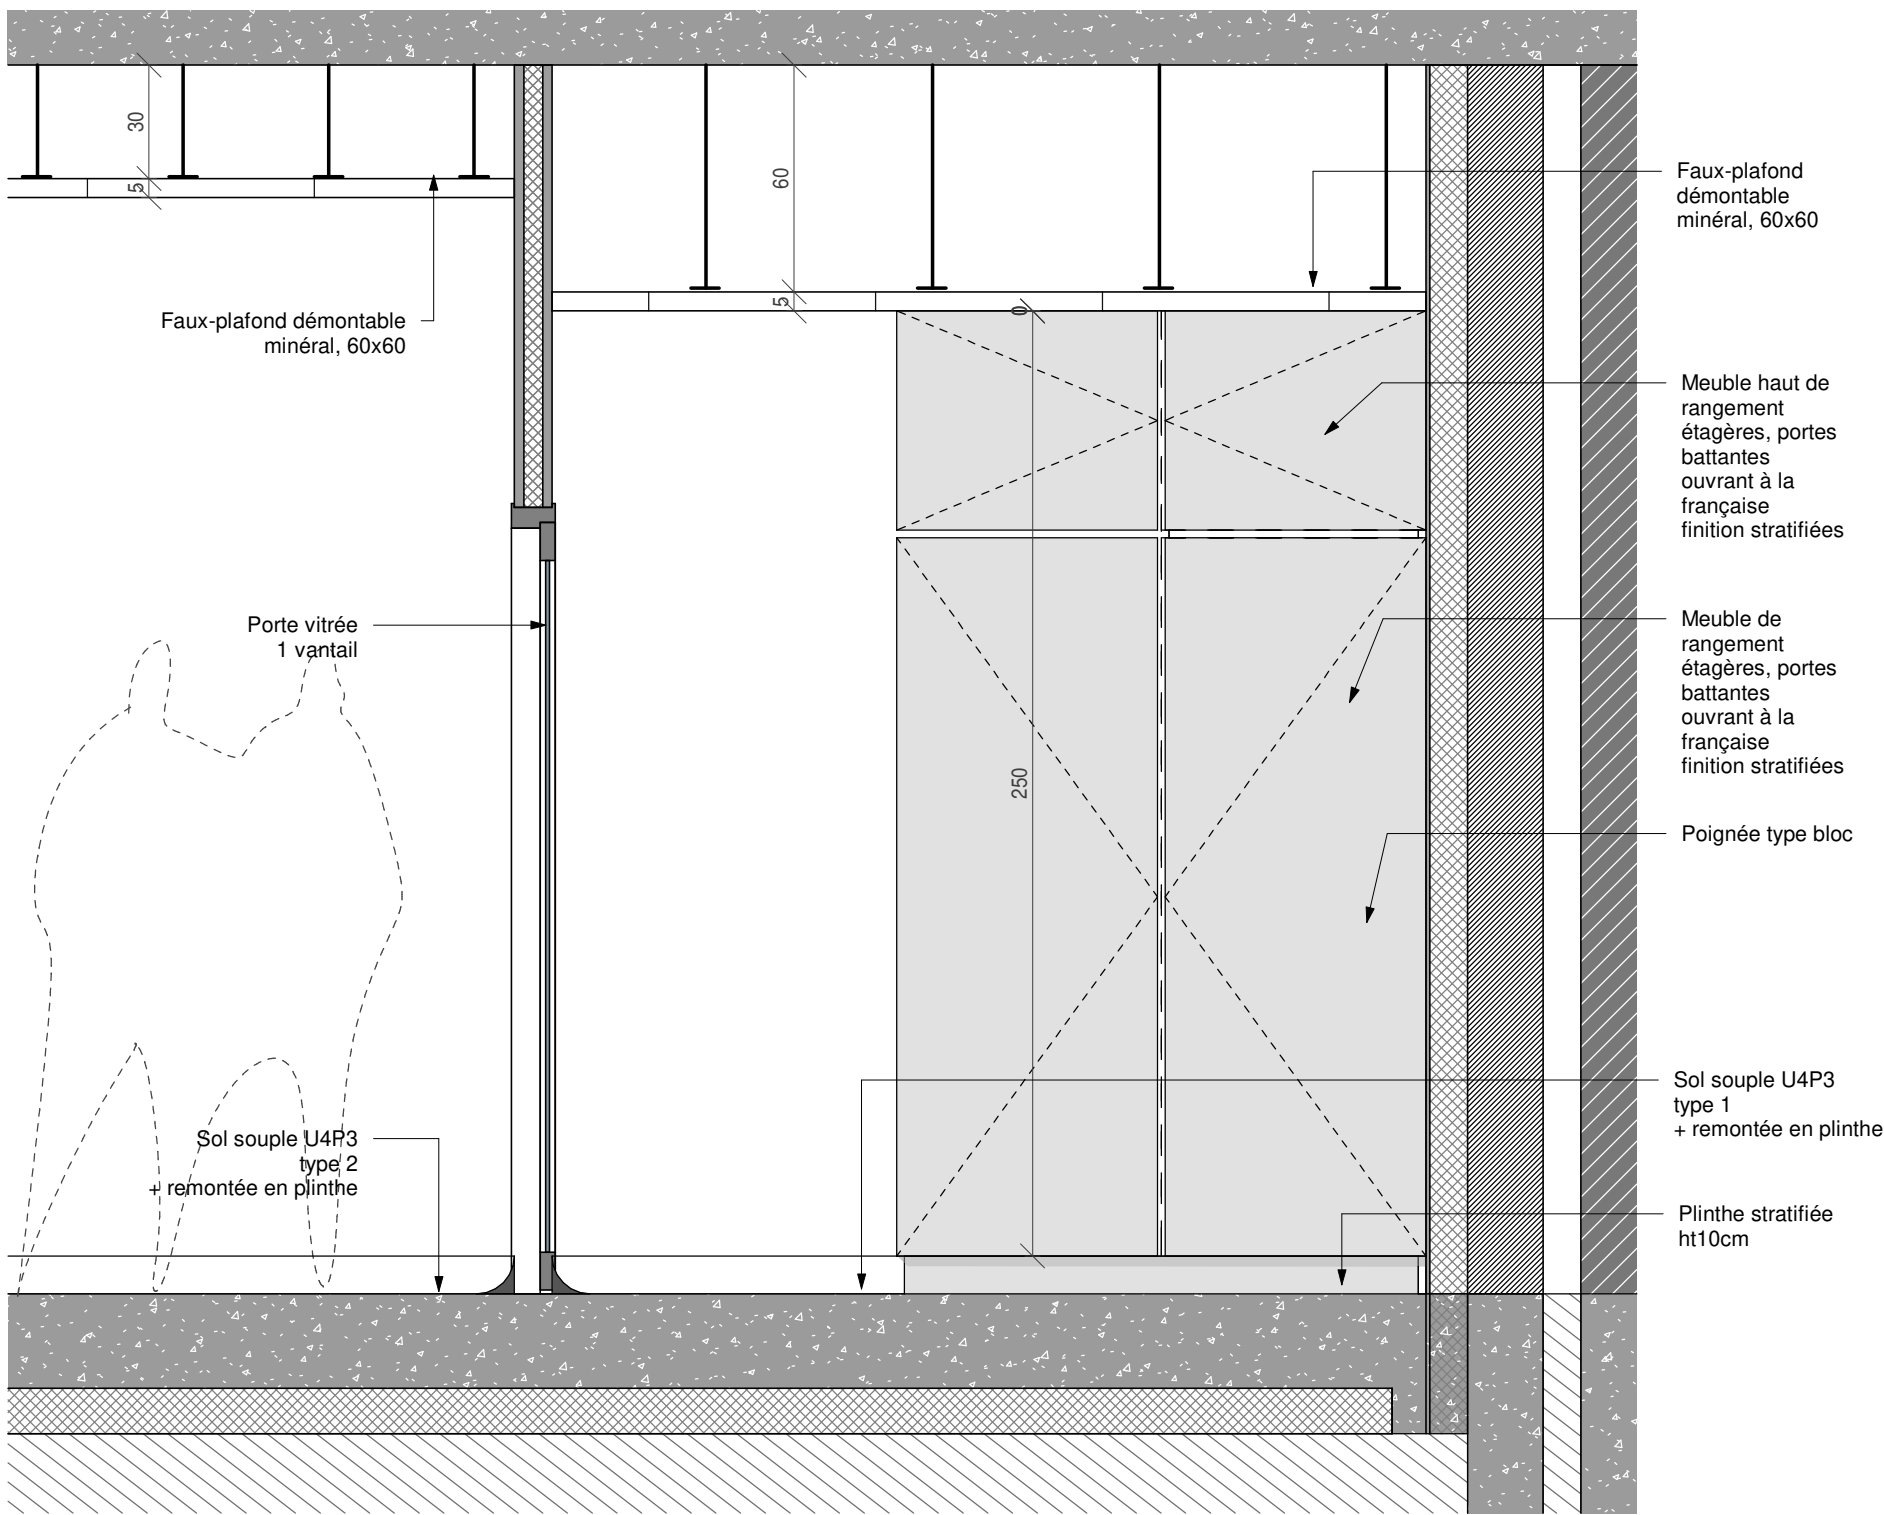 30
5
60
5
0
250
Faux-plafond
démontable
minéral, 60x60
Faux-plafond démontable
minéral, 60x60
Meuble haut de
rangement
étagères, portes
battantes
ouvrant à la
française
finition stratifiées
Porte vitrée
1 vantail
Meuble de
rangement
étagères, portes
battantes
ouvrant à la
française
finition stratifiées
Poignée type bloc
Sol souple U4P3
type 1
+ remontée en plinthe
Sol souple U4P3
type 2
+ remontée en plinthe
Plinthe stratifiée
ht10cm